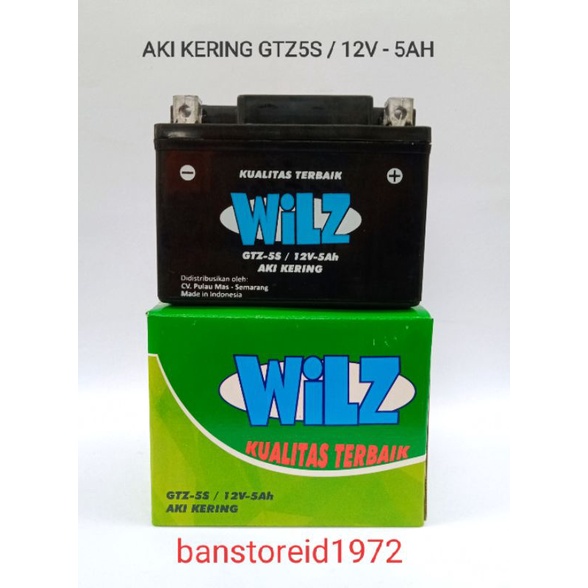 AKI KERING GTZ5S / 12V - 5AH
KUALITAS TERBAIK
WiLZ
GTZ-5S / 12V-5Ah
AKI KERING
Didistribusikan oleh:
CV. Pulau Mas - Semarang
Made in Indonesia
WiLZ
KUALITAS TERBAIK
GTZ-5S / 12V-5Ah
AKI KERING
banstoreid1972